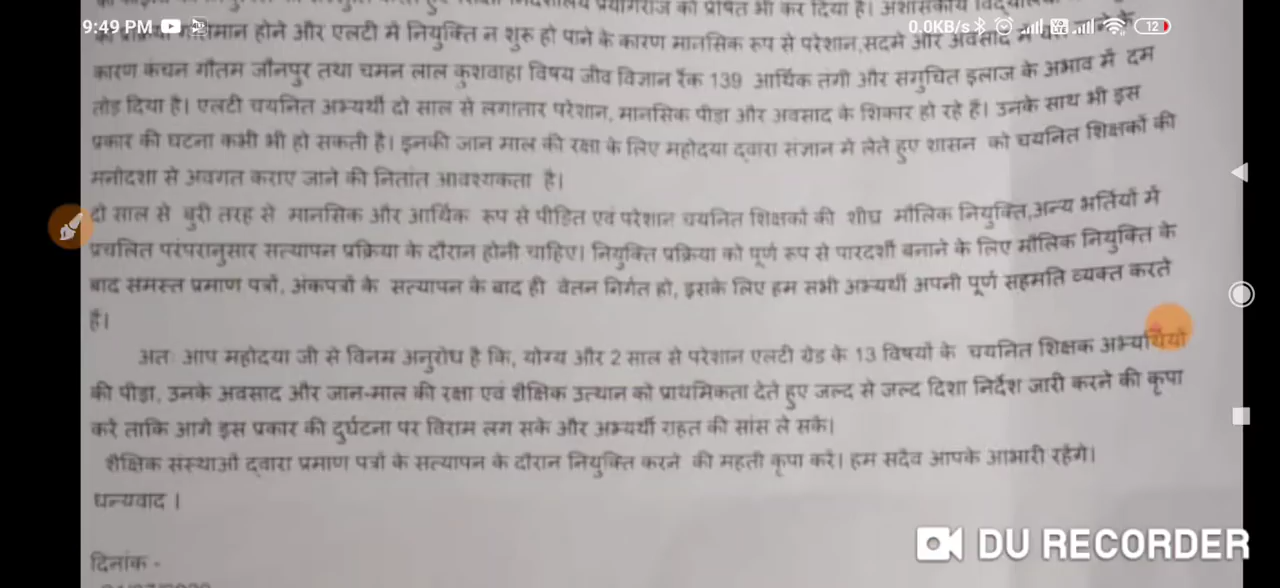 9:49 PM
0.0KB/s
12
को प्रेषित भी कर दिया है।
होने और एलटी में नियुक्ति न शुरू हो पाने के कारण मानसिक रूप से परेशान,सदमे और अवसाद में
कारण कंचन गौतम जौनपुर तथा चमन लाल कुशवाहा विषय जीव विज्ञान रैंक 139 आर्थिक तंगी और समुचित इलाज के अभाव में दम
तोड़ दिया है। एलटी चयनित अभ्यर्थी दो साल से लगातार परेशान, मानसिक पीड़ा और अवसाद के शिकार हो रहे हैं। उनके साथ भी इस
प्रकार की घटना कभी भी हो सकती है। इनकी जान माल की रक्षा के लिए महोदया द्वारा संज्ञान मे लेते हुए शासन को चयनित शिक्षकों की
मनोदशा से अवगत कराए जाने की नितांत आवश्यकता है।
दो साल से बुरी तरह से मानसिक और आर्थिक रूप से पीड़ित एवं परेशान चयनित शिक्षकों की शीघ्र मौलिक नियुक्ति,अन्य भर्तियों में
प्रचलित परंपरानुसार सत्यापन प्रक्रिया के दौरान होनी चाहिए। नियुक्ति प्रक्रिया को पूर्ण रूप से पारदर्शी बनाने के लिए मौलिक नियुक्ति के
बाद समस्त प्रमाण पत्रों, अंकपत्रों के सत्यापन के बाद ही वेतन निर्गत हो, इसके लिए हम सभी अभ्यर्थी अपनी पूर्ण सहमति व्यक्त करते
हैं।
अतः आप महोदया जी से विनम्र अनुरोध है कि, योग्य और 2 साल से परेशान एलटी ग्रेड के 13 विषयों के चयनित शिक्षक अभ्यर्थियों
की पीड़ा, उनके अवसाद और जान-माल की रक्षा एवं शैक्षिक उत्थान को प्राथमिकता देते हुए जल्द से जल्द दिशा निर्देश जारी करने की कृपा
करें ताकि आगे इस प्रकार की दुर्घटना पर विराम लग सके और अभ्यर्थी राहत की सांस ले सकें।
शैक्षिक संस्थाओं द्वारा प्रमाण पत्रों के सत्यापन के दौरान नियुक्ति करने की महती कृपा करें। हम सदैव आपके आभारी रहेंगे।
धन्यवाद ।
दिनांक -
DU RECORDER